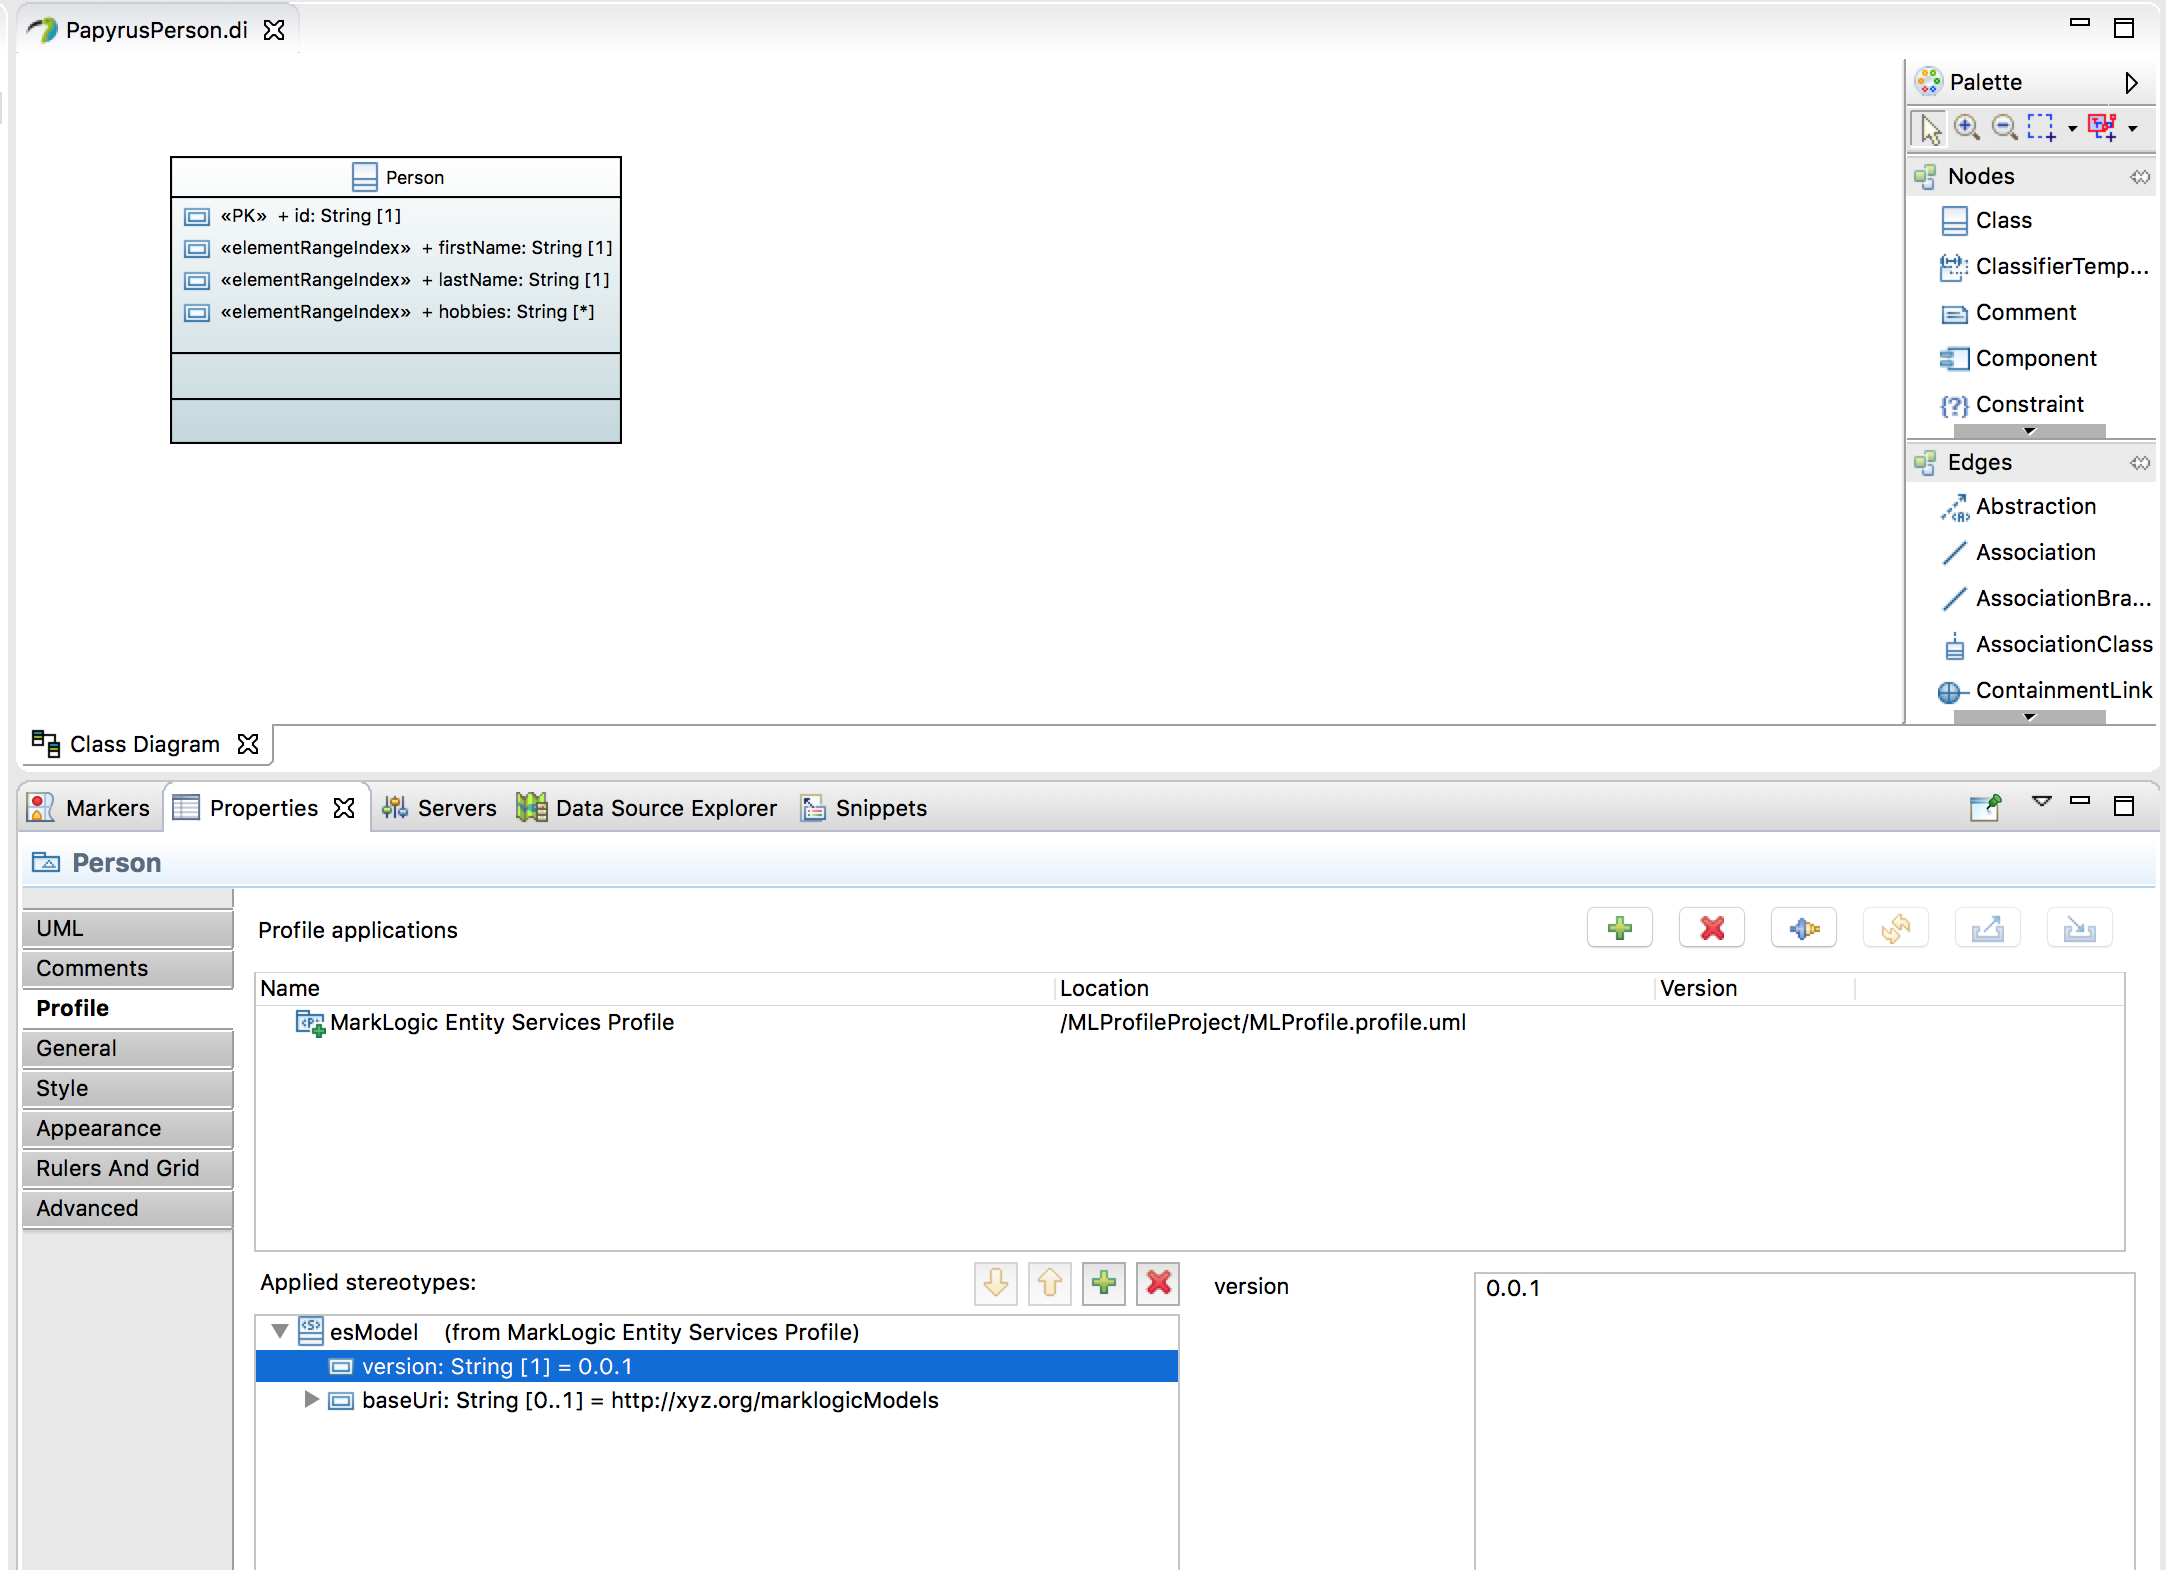 PapyrusPerson.di
Palette
Person
«PK» + id: String [1]
«elementRangeIndex» + firstName: String [1]
«elementRangeIndex» + lastName: String [1]
«elementRangeIndex» + hobbies: String [*]
Nodes
Class
ClassifierTemp...
Comment
Component
Constraint
Edges
Abstraction
Association
AssociationBra...
AssociationClass
ContainmentLink
Class Diagram
Markers Properties Servers Data Source Explorer Snippets
Person
UML
Comments
Profile
General
Style
Appearance
Rulers And Grid
Advanced
Profile applications
Name Location Version
MarkLogic Entity Services Profile /MLProfileProject/MLProfile.profile.uml
Applied stereotypes:
esModel (from MarkLogic Entity Services Profile)
version: String [1] = 0.0.1
baseUri: String [0..1] = http://xyz.org/marklogicModels
version 0.0.1